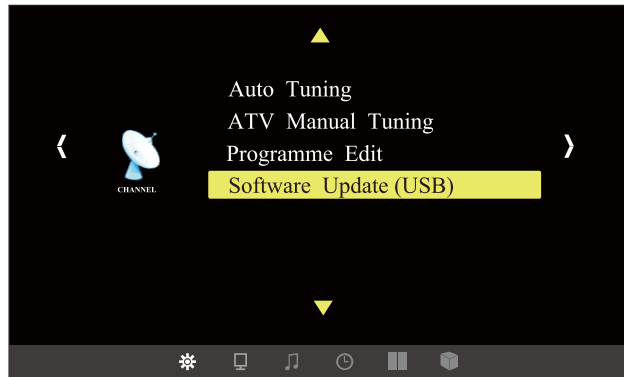 Auto Tuning
ATV Manual Tuning
Programme Edit
CHANNEL
Software Update (USB)